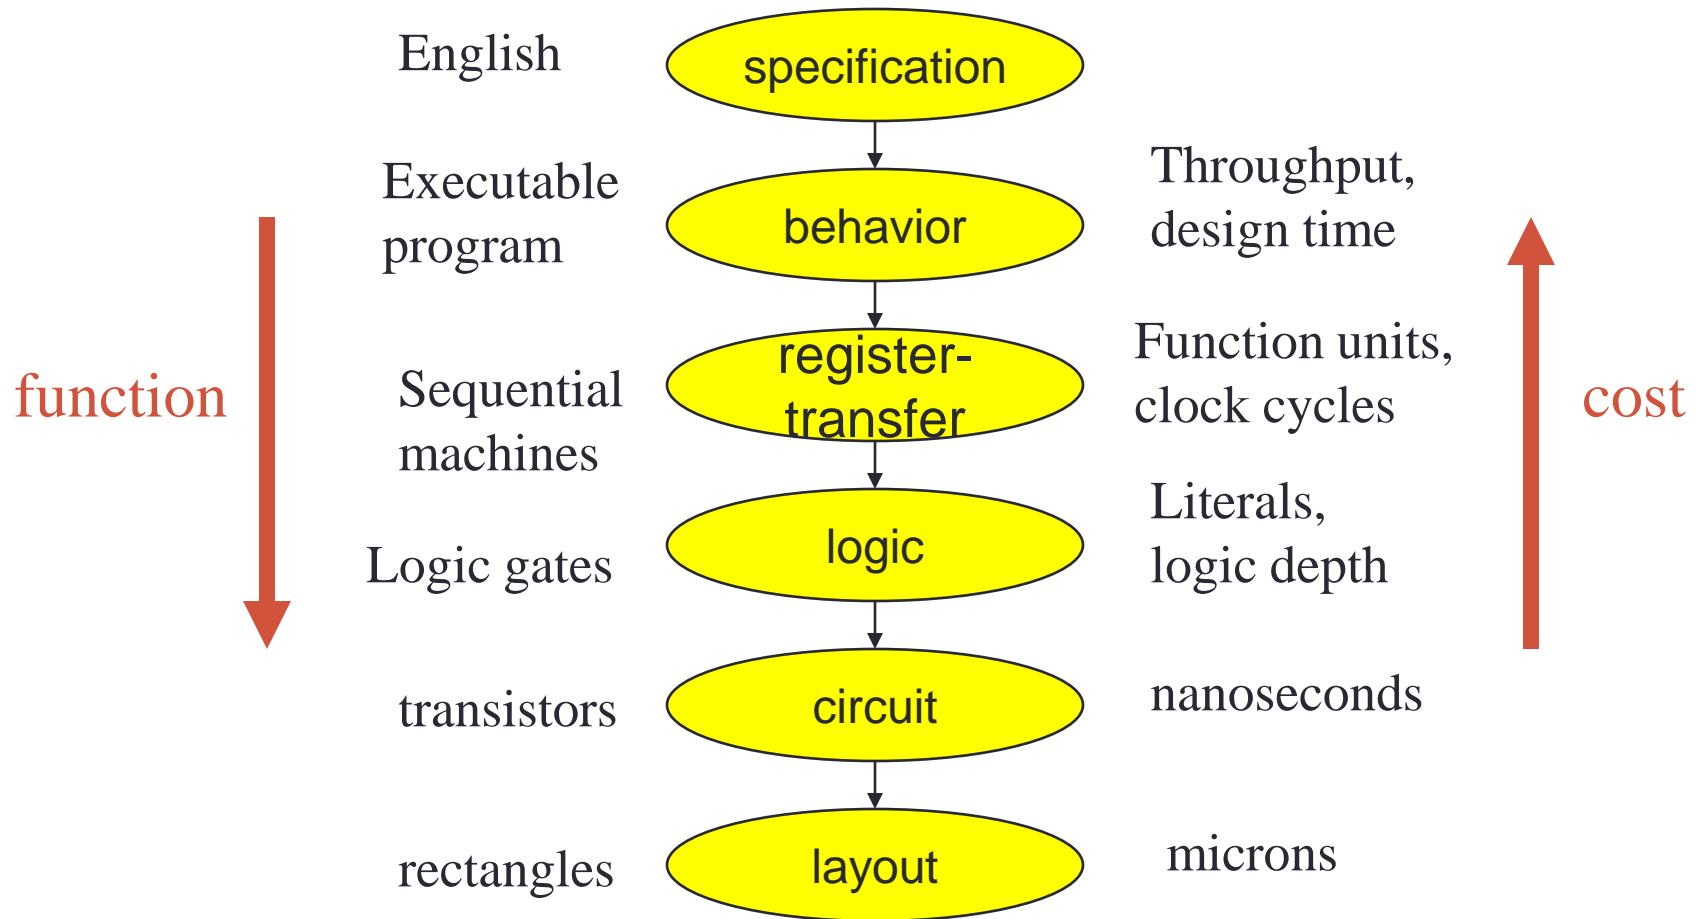 English
specification
Executable
program
behavior
Throughput,
design time
function
Sequential
machines
register-
transfer
Function units,
clock cycles
cost
Logic gates
logic
Literals,
logic depth
transistors
circuit
nanoseconds
rectangles
layout
microns